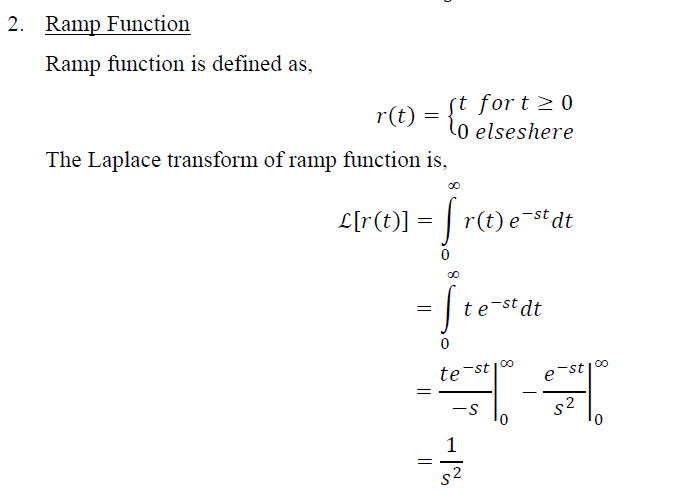 2. Ramp Function
Ramp function is defined as,
r(t) = {t for t ≥ 0
0 elseshere
The Laplace transform of ramp function is,
ℒ[r(t)] = ∫₀^∞ r(t) e^{-st} dt
= ∫₀^∞ t e^{-st} dt
= te^{-st}/-s |₀^∞ − e^{-st}/s² |₀^∞
= 1/s²